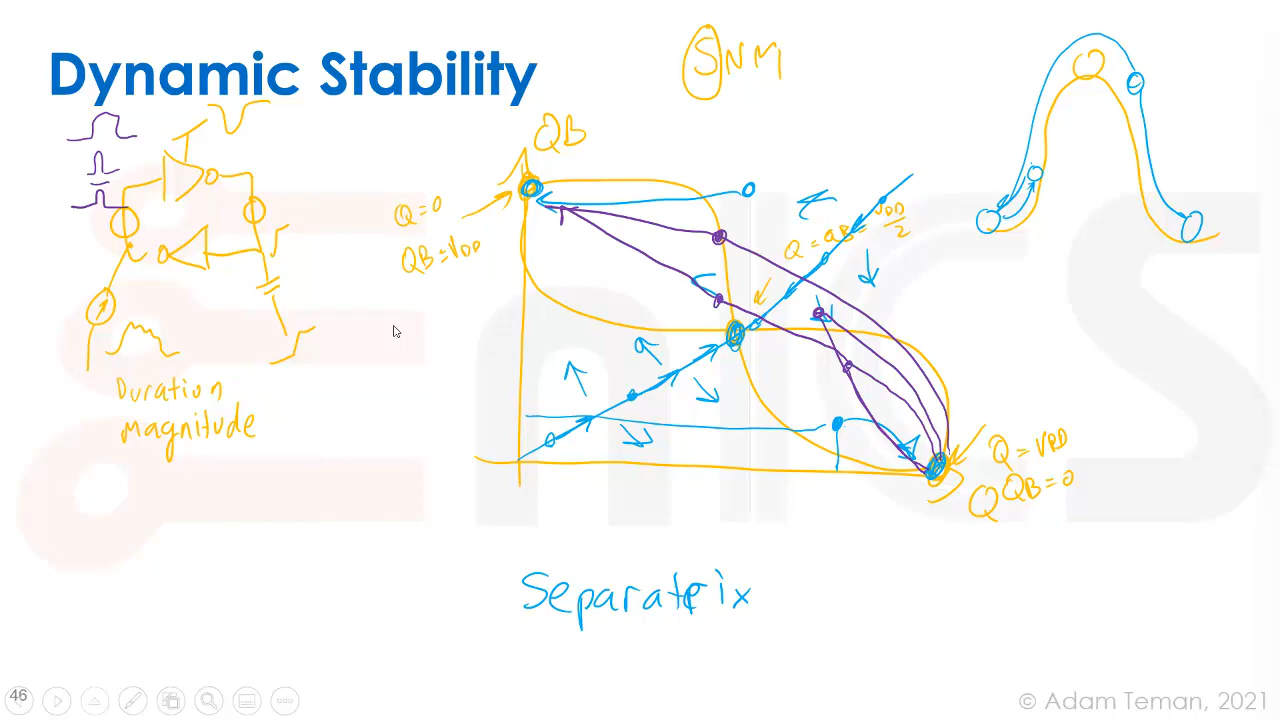 Dynamic Stability
SNM
QB
Q=0
QB=VDD
Q=QB=VDD/2
Duration
magnitude
Q=VDD
QB=0
Q
Separatrix
EnICS
46
© Adam Teman, 2021